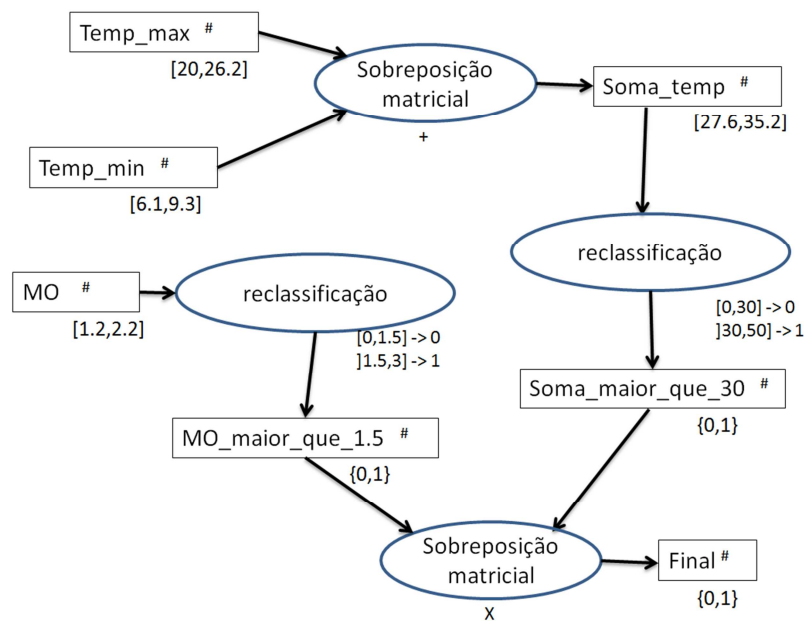 Temp_max #
[20,26.2]
Sobreposição
matricial
+
Soma_temp #
[27.6,35.2]
Temp_min #
[6.1,9.3]
reclassificação
[0,30] -> 0
]30,50] -> 1
MO #
[1.2,2.2]
reclassificação
[0,1.5] -> 0
]1.5,3] -> 1
Soma_maior_que_30 #
{0,1}
MO_maior_que_1.5 #
{0,1}
Sobreposição
matricial
X
Final #
{0,1}